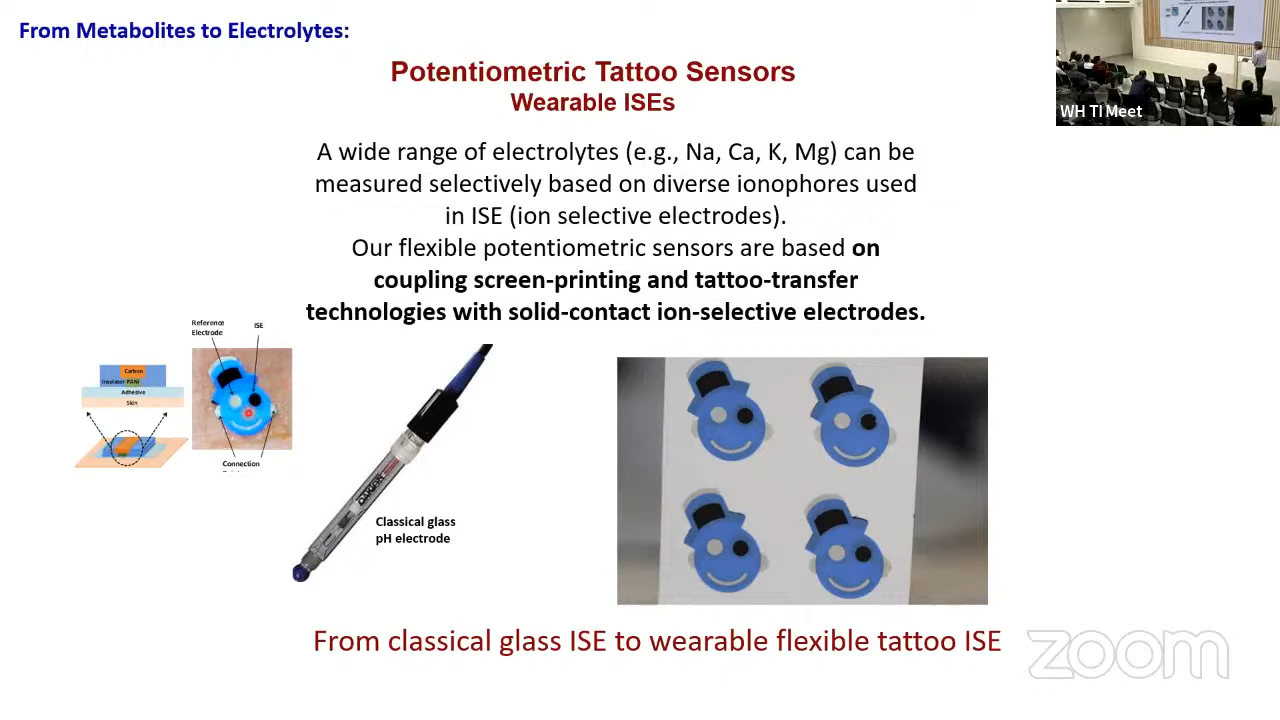 From Metabolites to Electrolytes:
Potentiometric Tattoo Sensors
Wearable ISEs
A wide range of electrolytes (e.g., Na, Ca, K, Mg) can be
measured selectively based on diverse ionophores used
in ISE (ion selective electrodes).
Our flexible potentiometric sensors are based on
coupling screen-printing and tattoo-transfer
technologies with solid-contact ion-selective electrodes.
WH TI Meet
Reference
Electrode
ISE
Carbon
Insulator PANI
Adhesive
Skin
Connection
OAKTON
Classical glass
pH electrode
From classical glass ISE to wearable flexible tattoo ISE
zoom